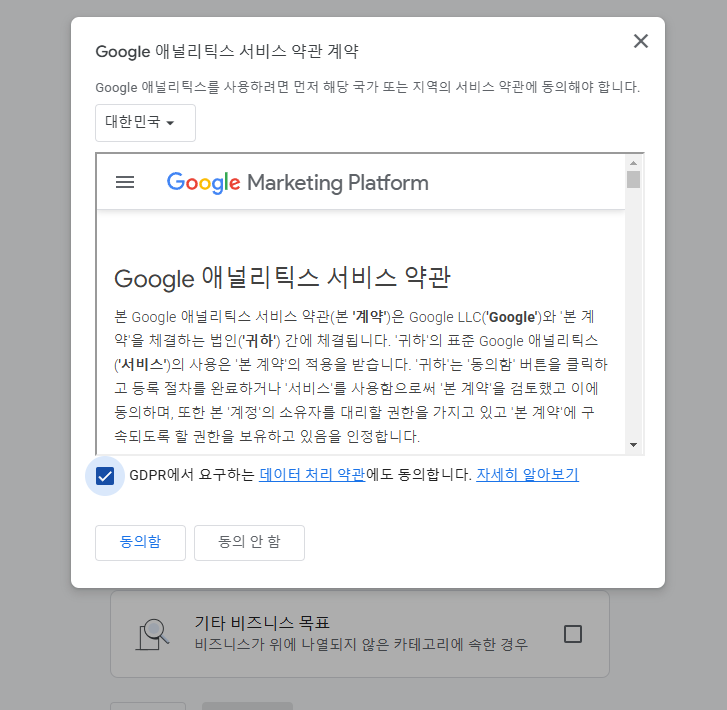 Google 애널리틱스 서비스 약관 계약
Google 애널리틱스를 사용하려면 먼저 해당 국가 또는 지역의 서비스 약관에 동의해야 합니다.
대한민국
Google Marketing Platform
Google 애널리틱스 서비스 약관
본 Google 애널리틱스 서비스 약관(본 '계약')은 Google LLC('Google')와 '본 계
약'을 체결하는 법인('귀하') 간에 체결됩니다. '귀하'의 표준 Google 애널리틱스
('서비스')의 사용은 '본 계약'의 적용을 받습니다. '귀하'는 '동의함' 버튼을 클릭하
고 등록 절차를 완료하거나 '서비스'를 사용함으로써 '본 계약'을 검토했고 이에
동의하며, 또한 본 '계정'의 소유자를 대리할 권한을 가지고 있고 '본 계약'에 구
속되도록 할 권한을 보유하고 있음을 인정합니다.
GDPR에서 요구하는 데이터 처리 약관에도 동의합니다. 자세히 알아보기
동의함 동의 안 함
기타 비즈니스 목표
비즈니스가 위에 나열되지 않은 카테고리에 속한 경우